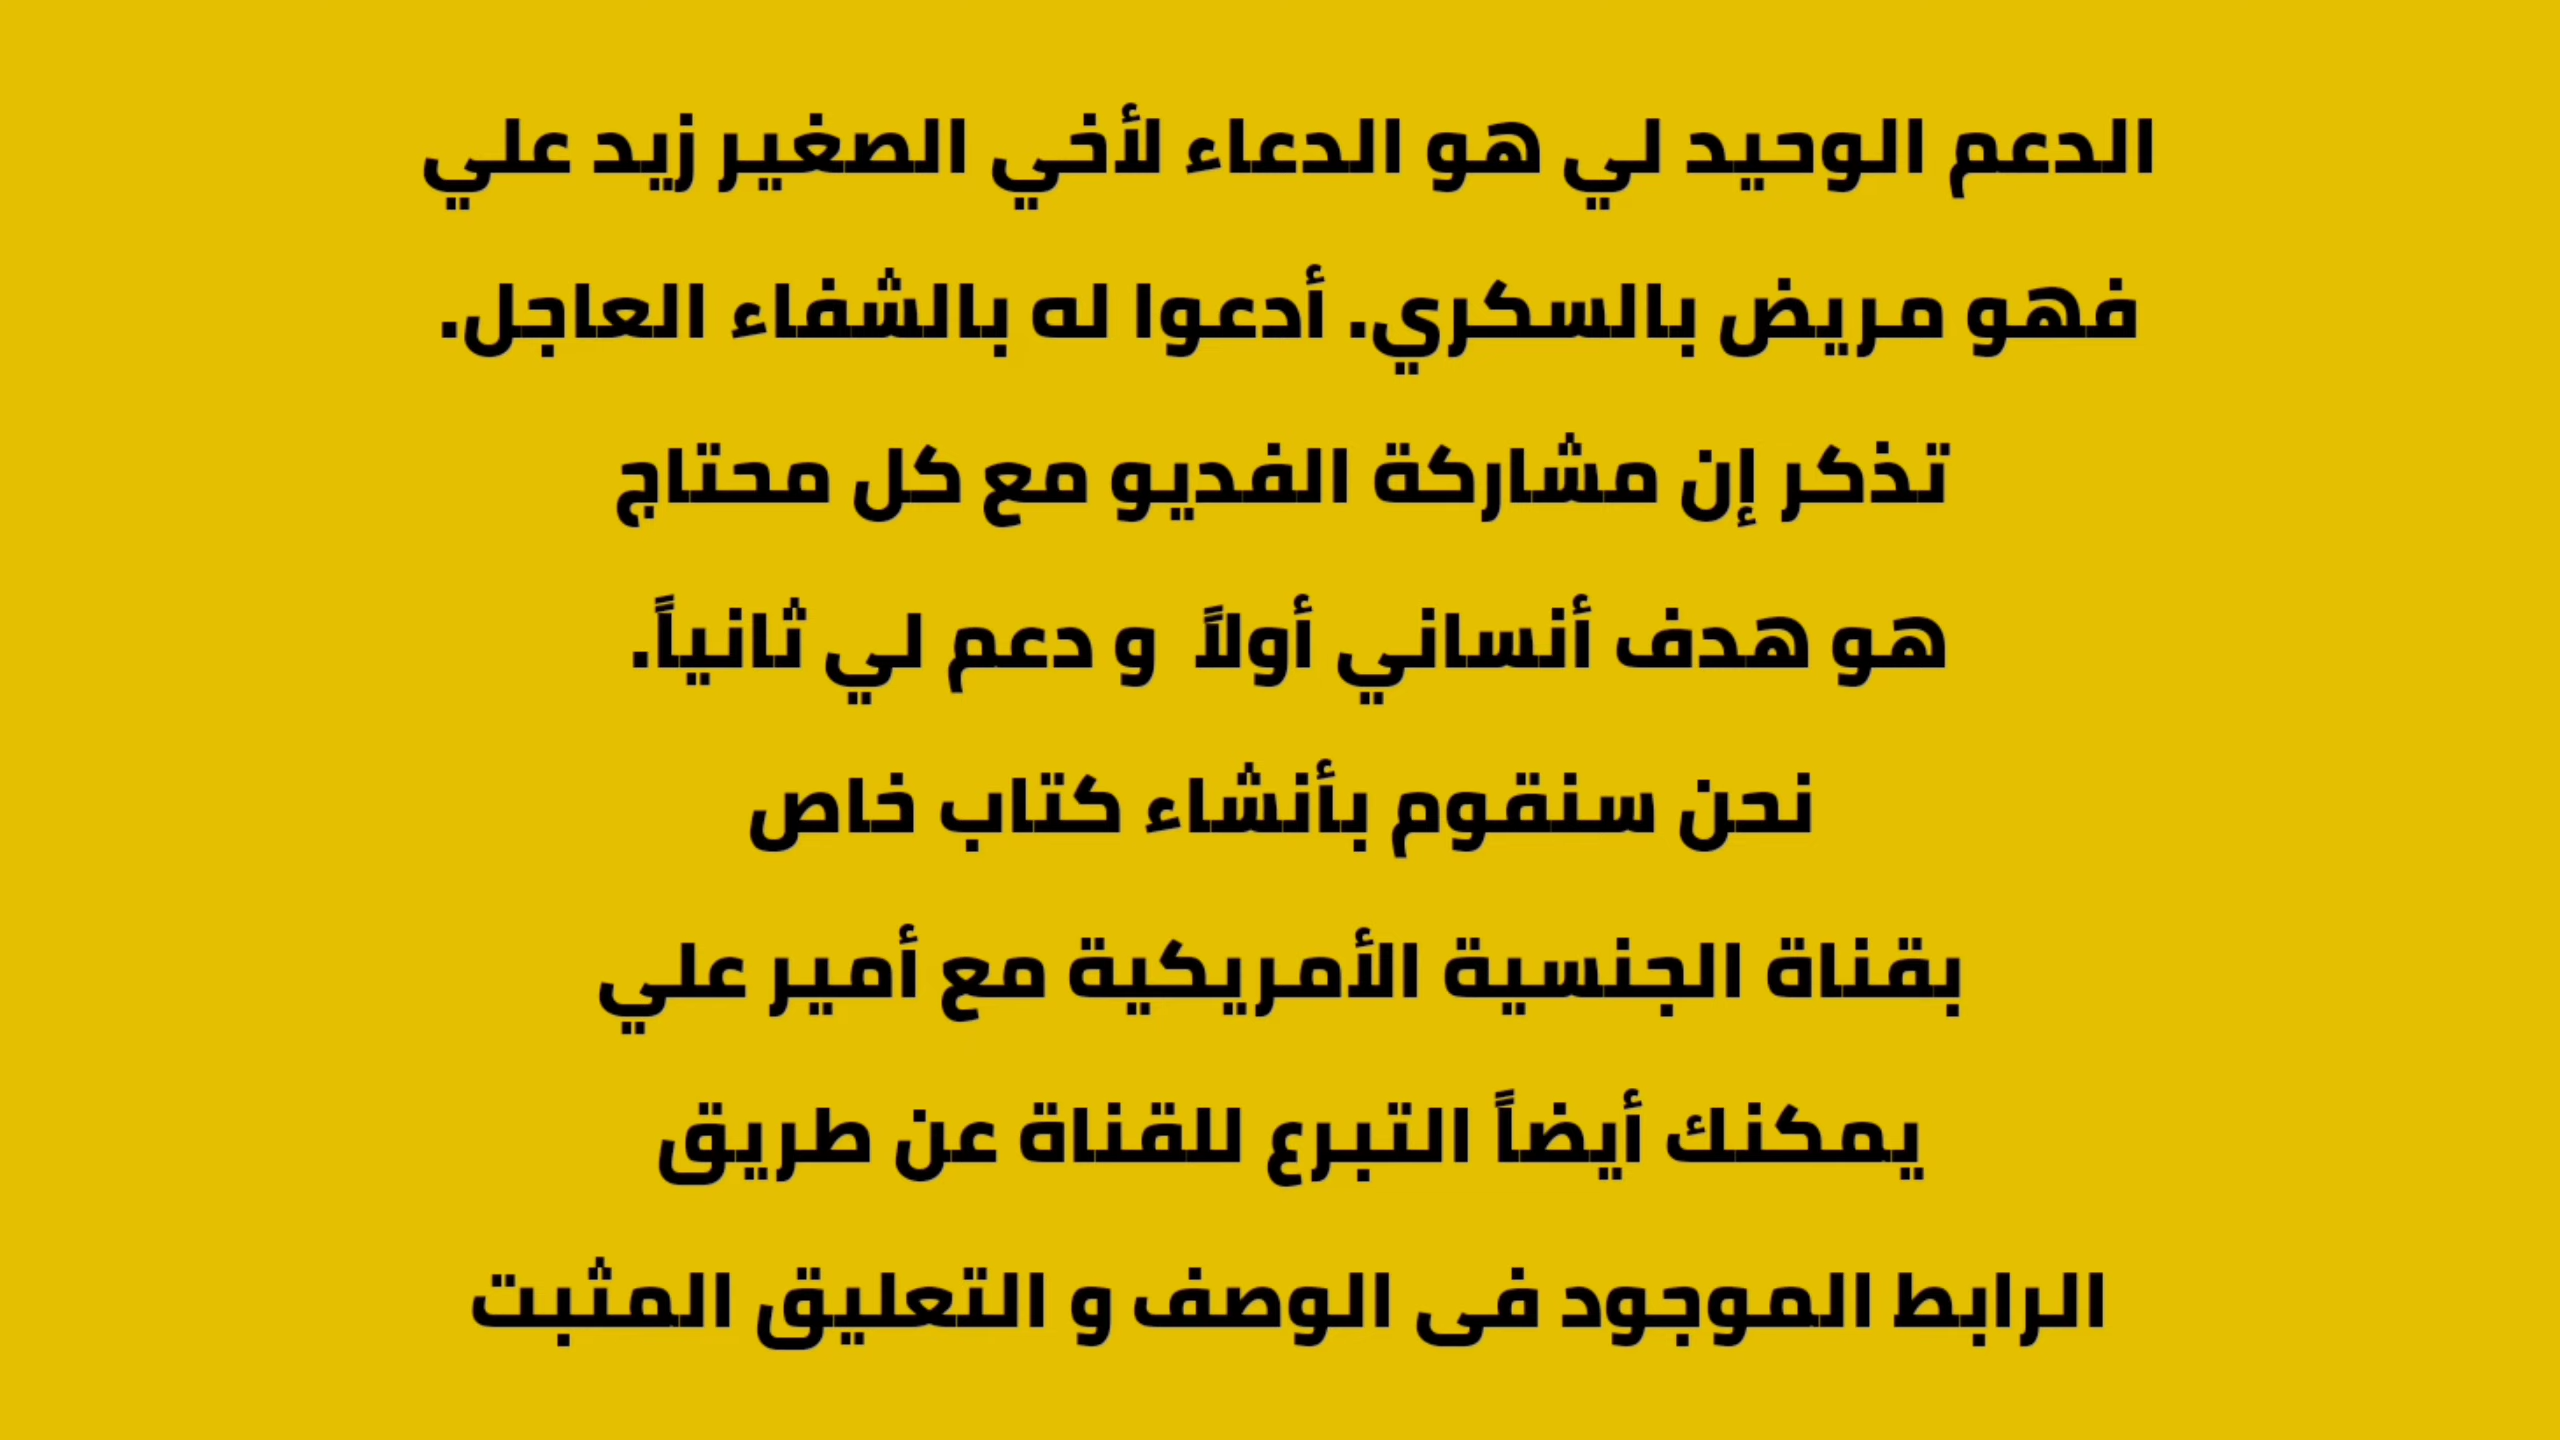 الدعم الوحيد لي هو الدعاء لأخي الصغير زيد علي
فهو مريض بالسكري. أدعوا له بالشفاء العاجل.
تذكر إن مشاركة الفديو مع كل محتاج
هو هدف أنساني أولاً و دعم لي ثانياً.
نحن سنقوم بأنشاء كتاب خاص
بقناة الجنسية الأمريكية مع أمير علي
يمكنك أيضاً التبرع للقناة عن طريق
الرابط الموجود فى الوصف و التعليق المثبت